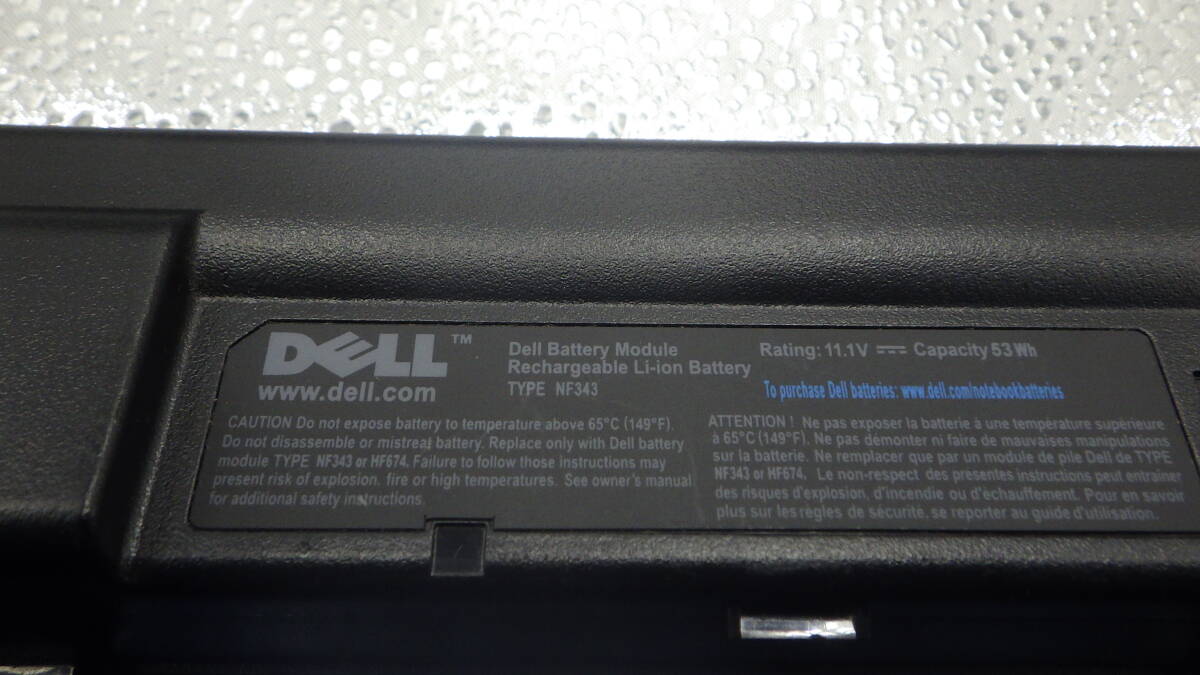 DELL™
www.dell.com
Dell Battery Module
Rechargeable Li-ion Battery
TYPE NF343
Rating: 11.1V ⎓ Capacity 53 Wh
To purchase Dell batteries: www.dell.com/notebookbatteries
CAUTION Do not expose battery to temperature above 65°C (149°F).
Do not disassemble or mistreat battery. Replace only with Dell battery
module TYPE NF343 or HF674. Failure to follow those instructions may
present risk of explosion, fire or high temperatures. See owner's manual
for additional safety instructions.
ATTENTION ! Ne pas exposer la batterie à une température supérieure
à 65°C (149°F). Ne pas démonter ni faire de mauvaises manipulations
sur la batterie. Ne remplacer que par un module de pile Dell de TYPE
NF343 or HF674. Le non-respect des presentes instructions peut entraîner
des risques d'explosion, d'incendie ou d'échauffement. Pour en savoir
plus sur les règles de sécurité, se reporter au guide d'utilisation.